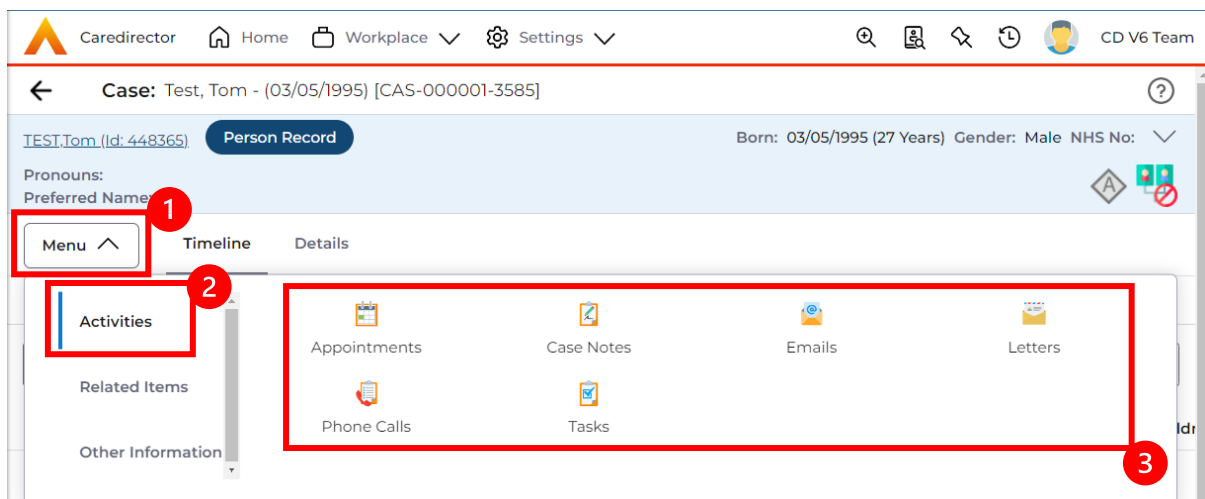 Caredirector Home Workplace Settings CD V6 Team
Case: Test, Tom - (03/05/1995) [CAS-000001-3585]
TEST,Tom (Id: 448365) Person Record Born: 03/05/1995 (27 Years) Gender: Male NHS No:
Pronouns:
Preferred Name:
A
1
Menu Timeline Details
2
Activities
Appointments Case Notes Emails Letters
Related Items
Phone Calls Tasks
Other Information
3